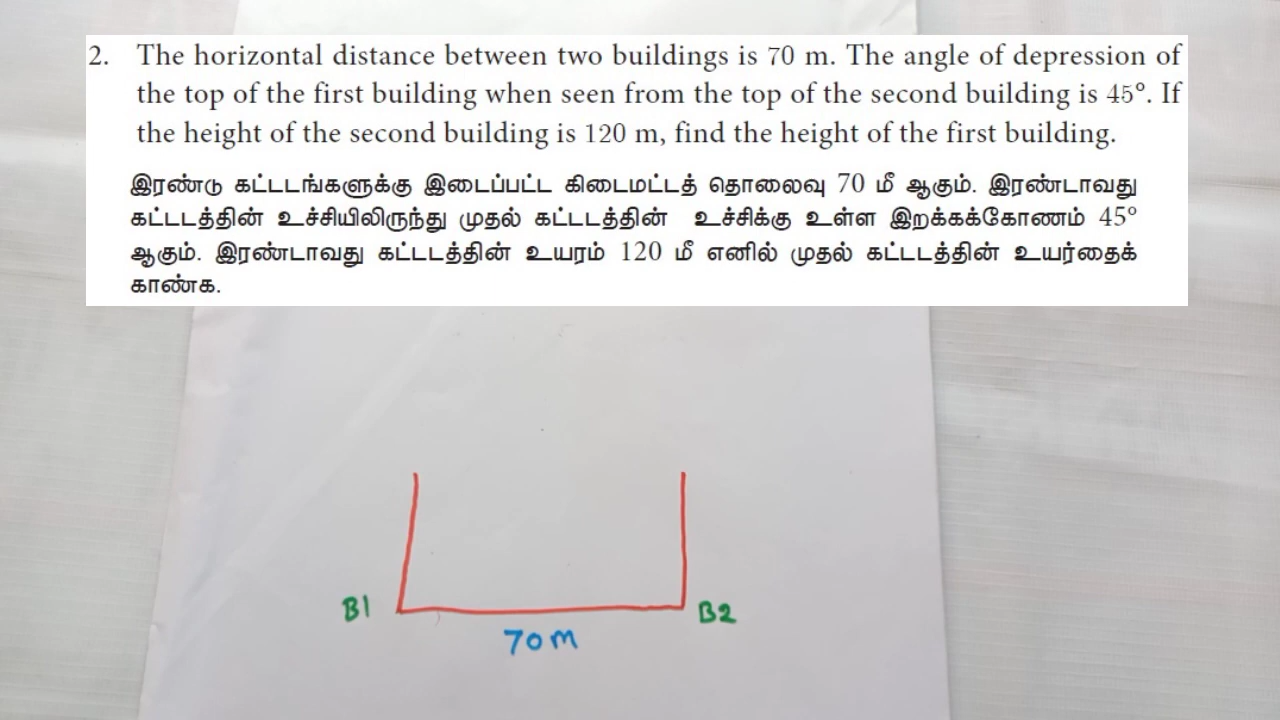 2. The horizontal distance between two buildings is 70 m. The angle of depression of
the top of the first building when seen from the top of the second building is 45°. If
the height of the second building is 120 m, find the height of the first building.
இரண்டு கட்டடங்களுக்கு இடைப்பட்ட கிடைமட்டத் தொலைவு 70 மீ ஆகும். இரண்டாவது
கட்டடத்தின் உச்சியிலிருந்து முதல் கட்டடத்தின் உச்சிக்கு உள்ள இறக்கக்கோணம் 45°
ஆகும். இரண்டாவது கட்டடத்தின் உயரம் 120 மீ எனில் முதல் கட்டடத்தின் உயர்தைக்
காண்க.
B1 B2
70m